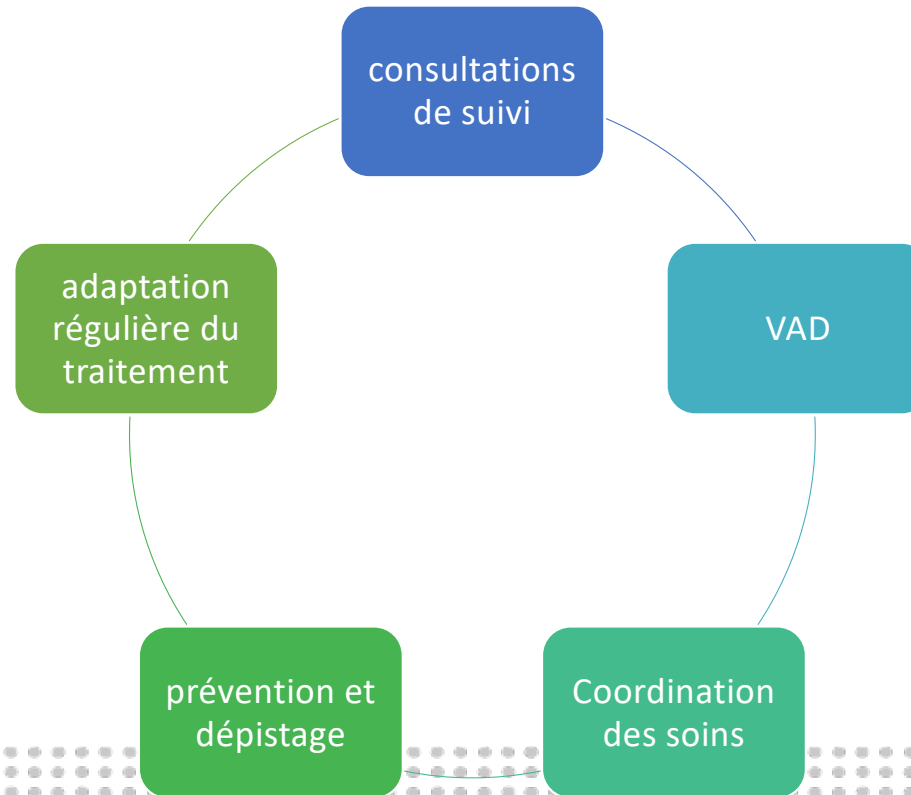 consultations
de suivi
VAD
Coordination
des soins
prévention et
dépistage
adaptation
régulière du
traitement